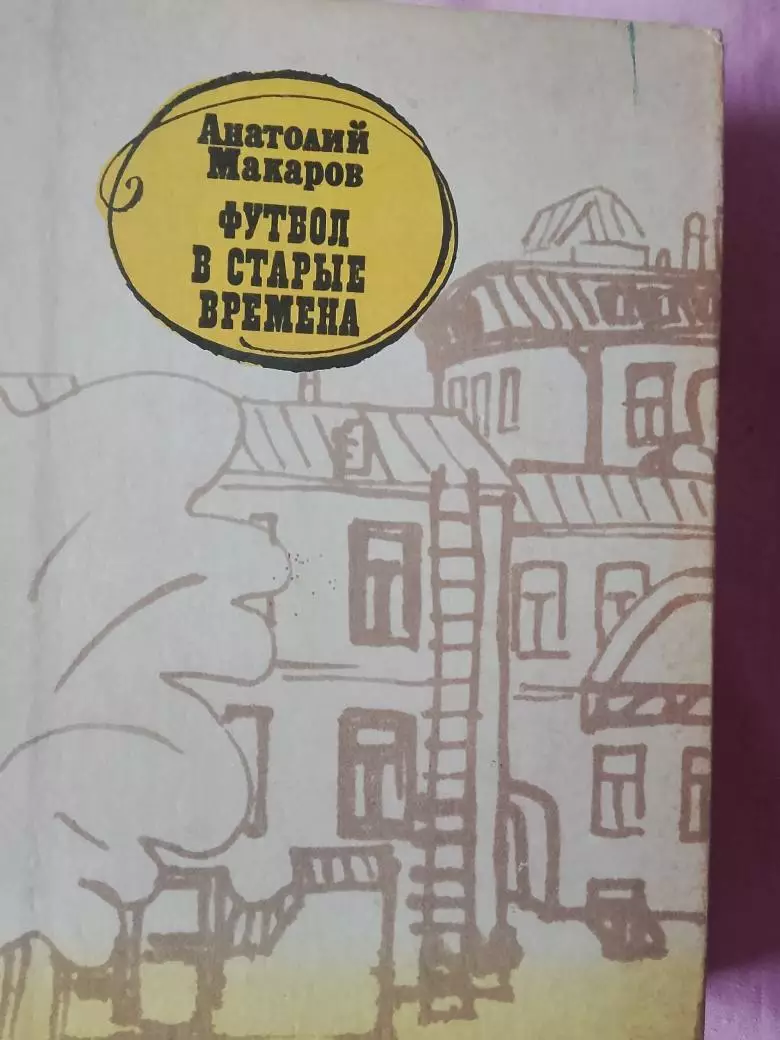 Анатолий
Макаров
ФУТБОЛ
В СТАРЫЕ
ВРЕМЕНА